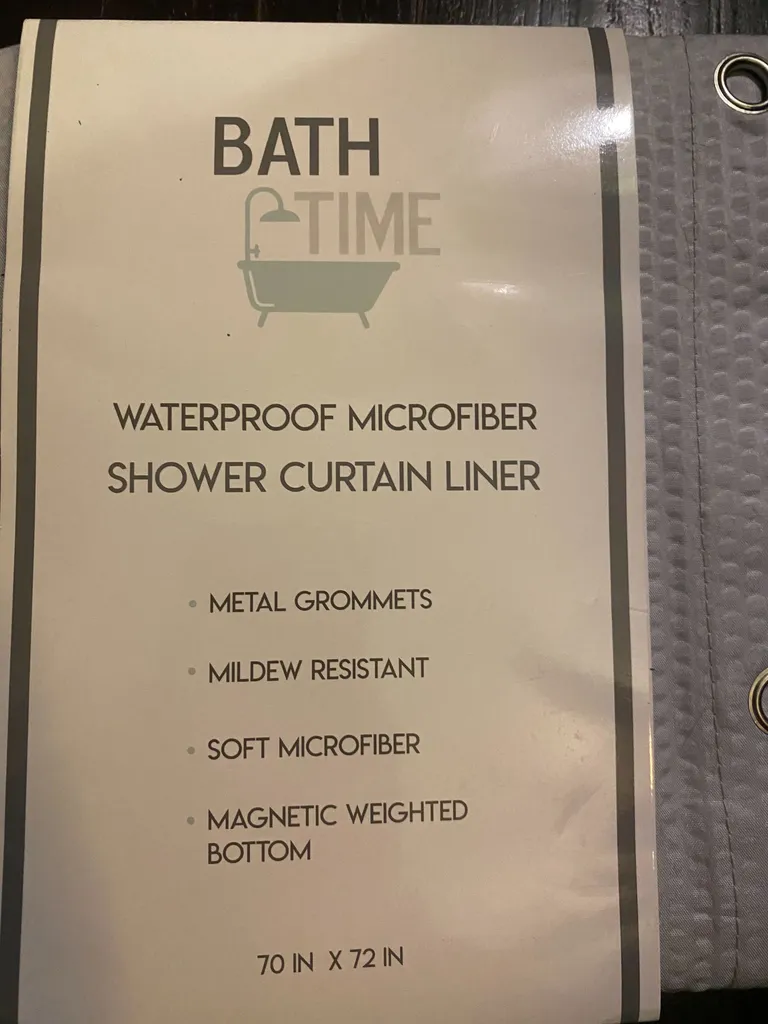 BATH
TIME
WATERPROOF MICROFIBER
SHOWER CURTAIN LINER
• METAL GROMMETS
• MILDEW RESISTANT
• SOFT MICROFIBER
• MAGNETIC WEIGHTED
BOTTOM
70 IN X 72 IN